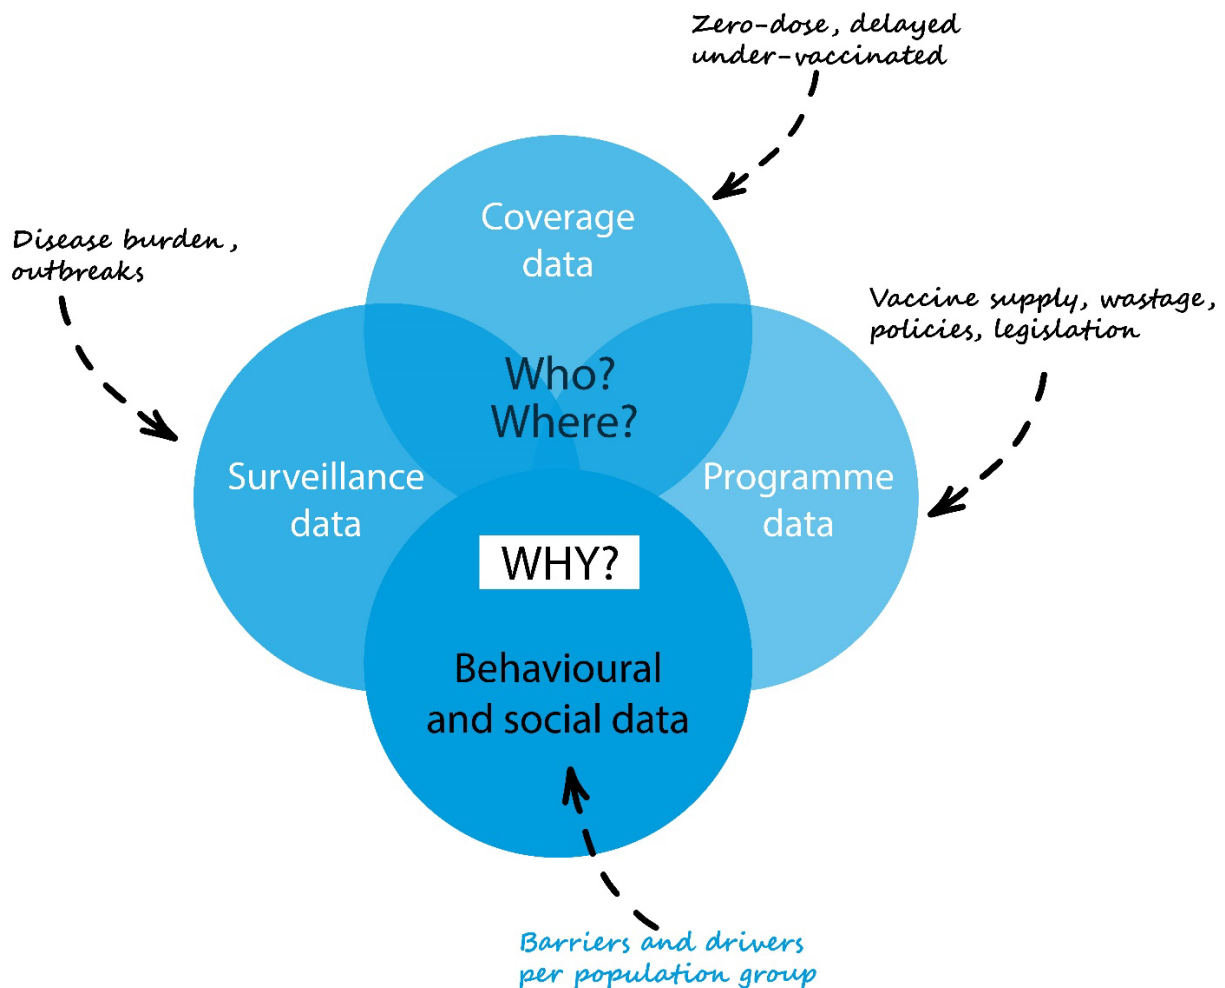 Zero-dose, delayed
under-vaccinated
Coverage
data
Disease burden,
outbreaks
Vaccine supply, wastage,
policies, legislation
Who?
Where?
Surveillance
data
Programme
data
WHY?
Behavioural
and social data
Barriers and drivers
per population group